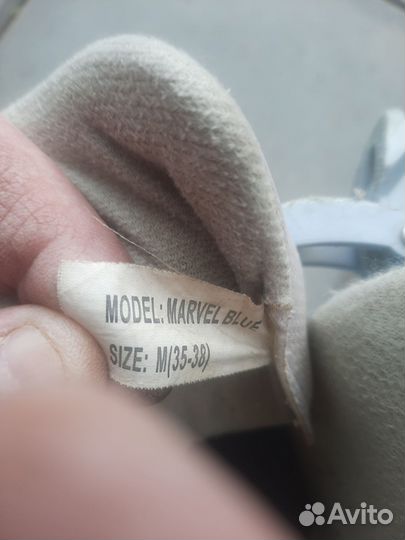 MODEL: MARVEL BLUE
SIZE: M(35-38)
Avito